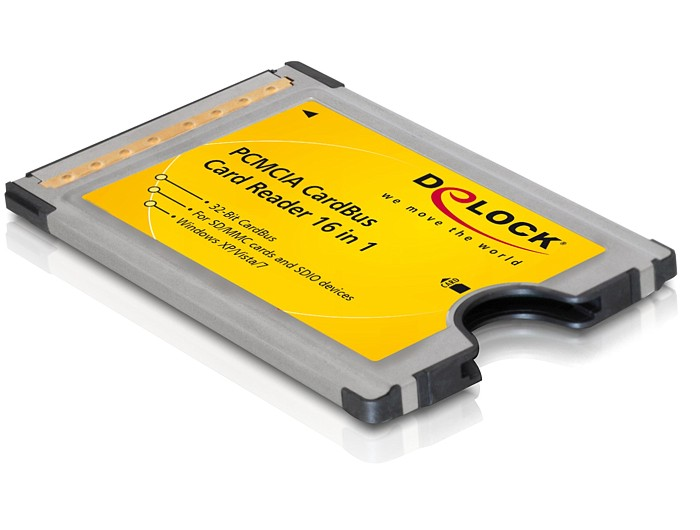 PCMCIA CardBus
Card Reader 16 in 1
32-Bit CardBus
For SD/MMC cards and SDIO devices
Windows XP/Vista/7
DeLOCK®
we move the world
CARD